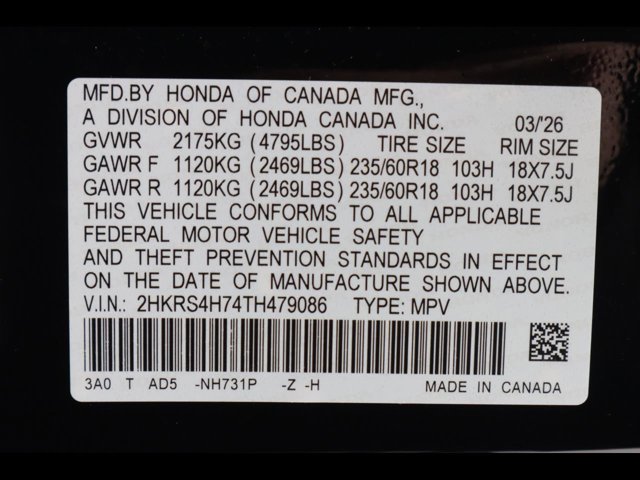 MFD.BY HONDA OF CANADA MFG.,
A DIVISION OF HONDA CANADA INC. 03/'26
GVWR 2175KG (4795LBS) TIRE SIZE RIM SIZE
GAWR F 1120KG (2469LBS) 235/60R18 103H 18X7.5J
GAWR R 1120KG (2469LBS) 235/60R18 103H 18X7.5J
THIS VEHICLE CONFORMS TO ALL APPLICABLE
FEDERAL MOTOR VEHICLE SAFETY
AND THEFT PREVENTION STANDARDS IN EFFECT
ON THE DATE OF MANUFACTURE SHOWN ABOVE.
V.I.N.: 2HKRS4H74TH479086 TYPE: MPV
3A0 T AD5 -NH731P -Z -H MADE IN CANADA